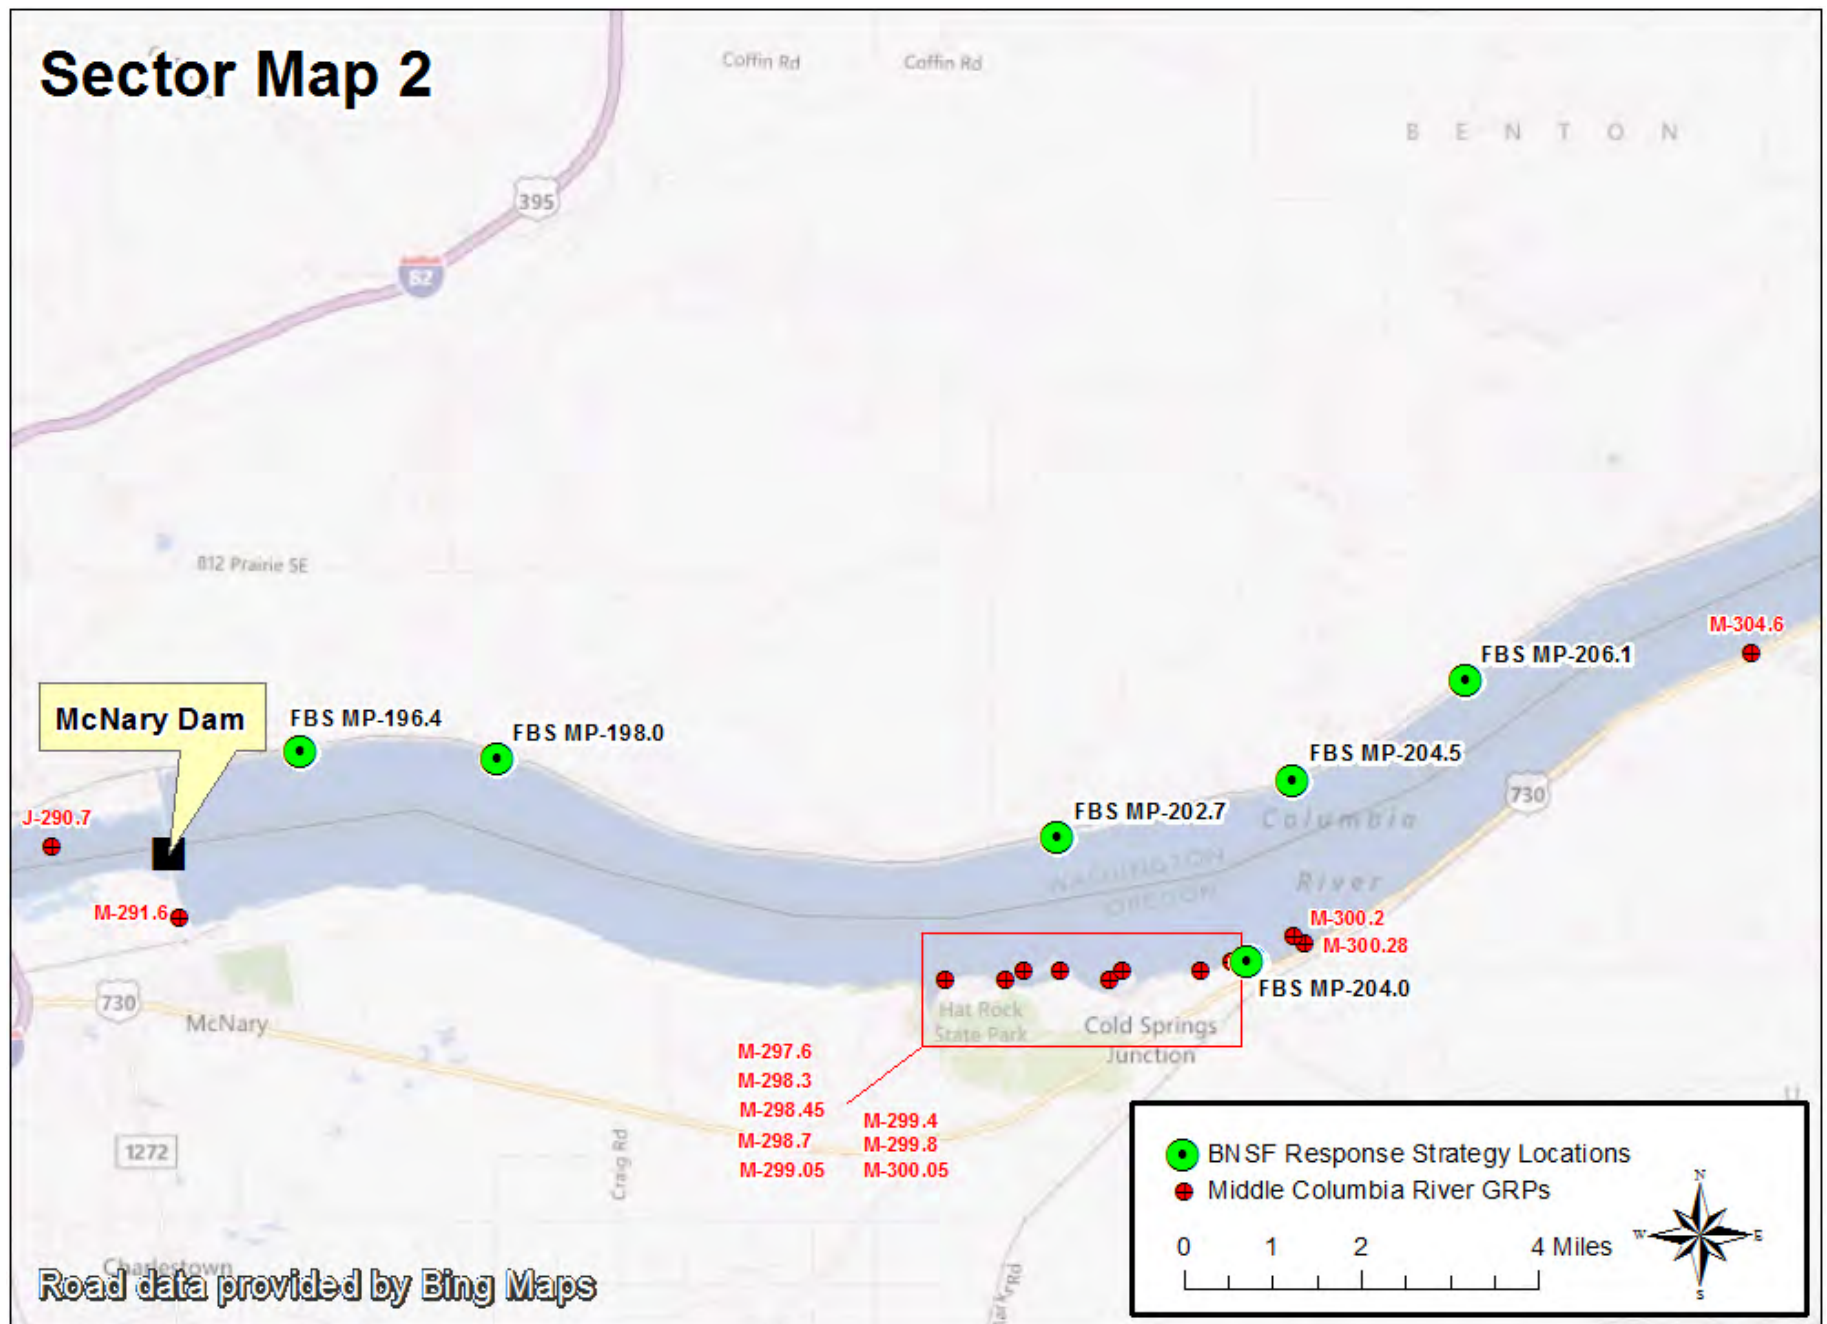 Sector Map 2
Coffin Rd
Coffin Rd
B E N T O N
395
82
812 Prairie SE
M-304.6
FBS MP-206.1
McNary Dam
FBS MP-196.4
FBS MP-198.0
FBS MP-204.5
730
J-290.7
FBS MP-202.7
Columbia
WASHINGTON
River
OREGON
M-291.6
M-300.2
M-300.28
FBS MP-204.0
730
McNary
Hat Rock
State Park
Cold Springs
Junction
M-297.6
M-298.3
M-298.45
M-298.7
M-299.05
M-299.4
M-299.8
M-300.05
1272
Craig Rd
U
BNSF Response Strategy Locations
Middle Columbia River GRPs
0 1 2 4 Miles
N
W E
S
Charlestown
Road data provided by Bing Maps